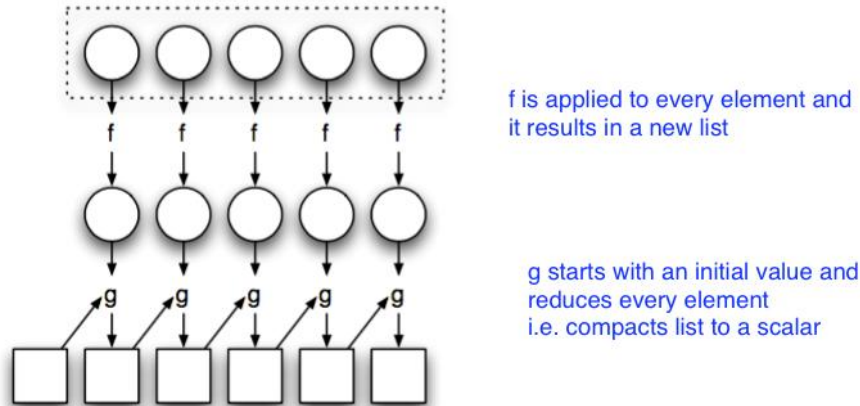 f f f f f
f is applied to every element and
it results in a new list
g g g g g
g starts with an initial value and
reduces every element
i.e. compacts list to a scalar